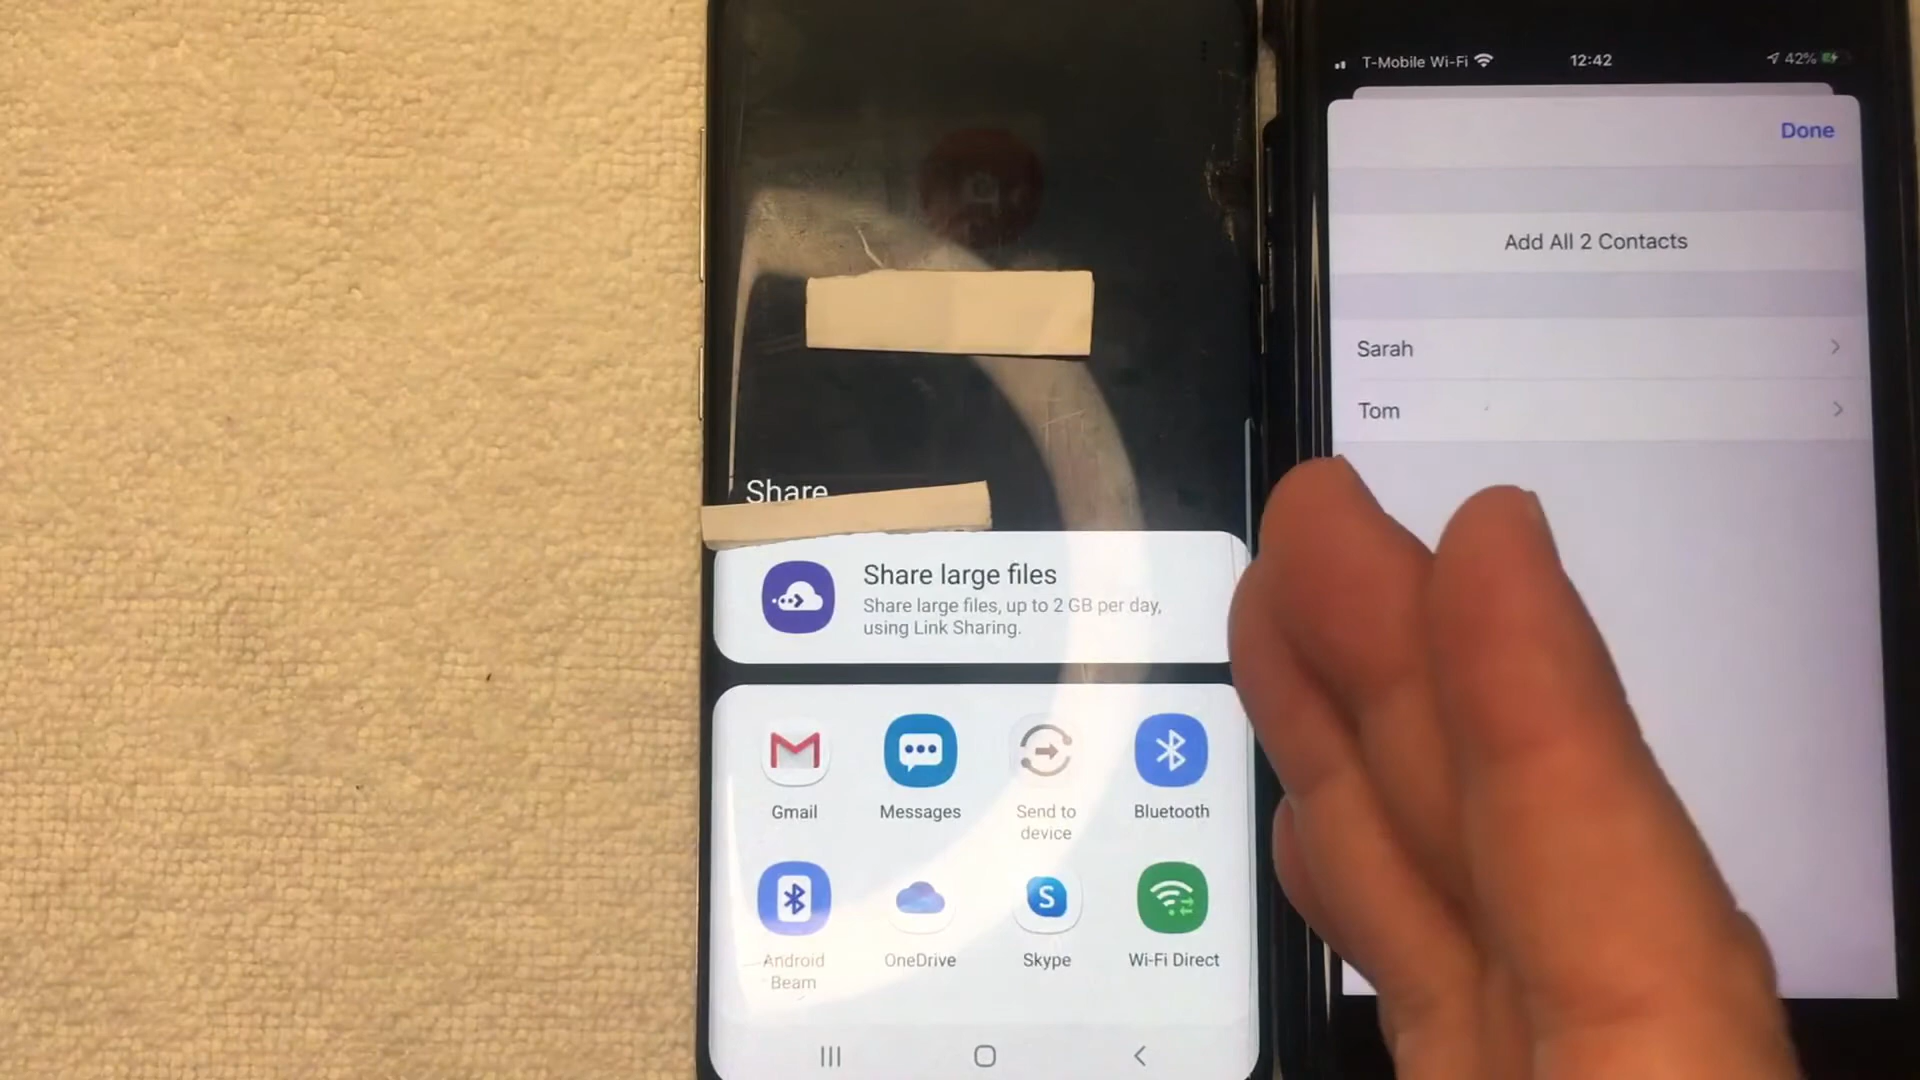 Share
Share large files
Share large files, up to 2 GB per day,
using Link Sharing.
Gmail
Messages
Send to
device
Bluetooth
Android
Beam
OneDrive
S
Skype
Wi-Fi Direct
T-Mobile Wi-Fi
12:42
42%
Done
Add All 2 Contacts
Sarah
Tom